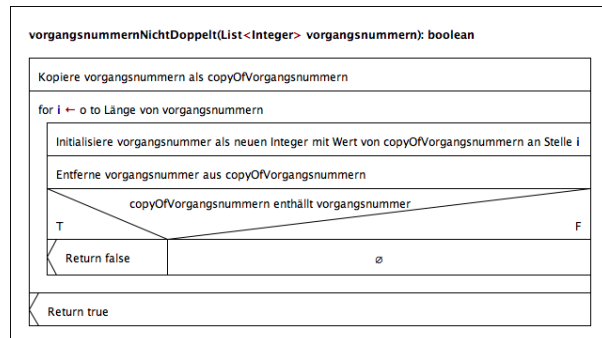 vorgangsnummernNichtDoppelt(List<Integer> vorgangsnummern): boolean
Kopiere vorgangsnummern als copyOfVorgangsnummern
for i ← o to Länge von vorgangsnummern
Initialisiere vorgangsnummer als neuen Integer mit Wert von copyOfVorgangsnummern an Stelle i
Entferne vorgangsnummer aus copyOfVorgangsnummern
copyOfVorgangsnummern enthällt vorgangsnummer
T F
Return false ∅
Return true